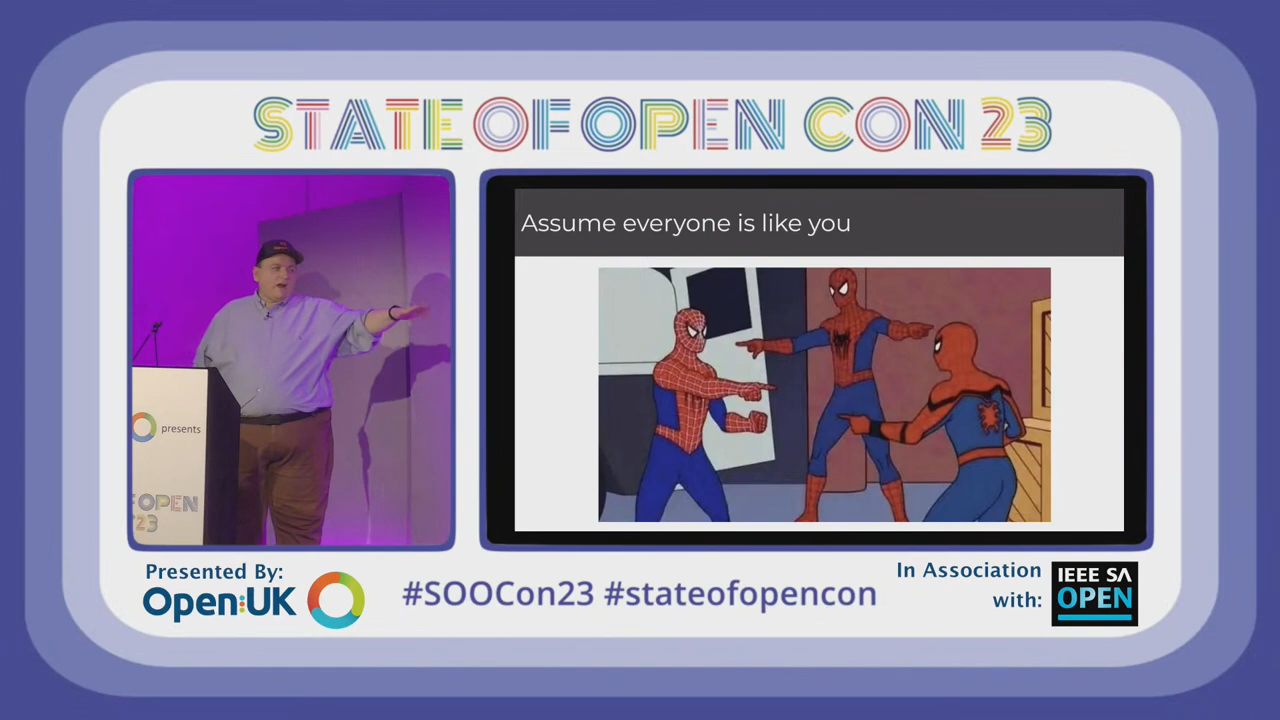 STATE OF OPEN CON 23
Assume everyone is like you
presents
OPEN
23
Presented By:
Open:UK
#SOOCon23 #stateofopencon
In Association
with:
IEEE SA
OPEN